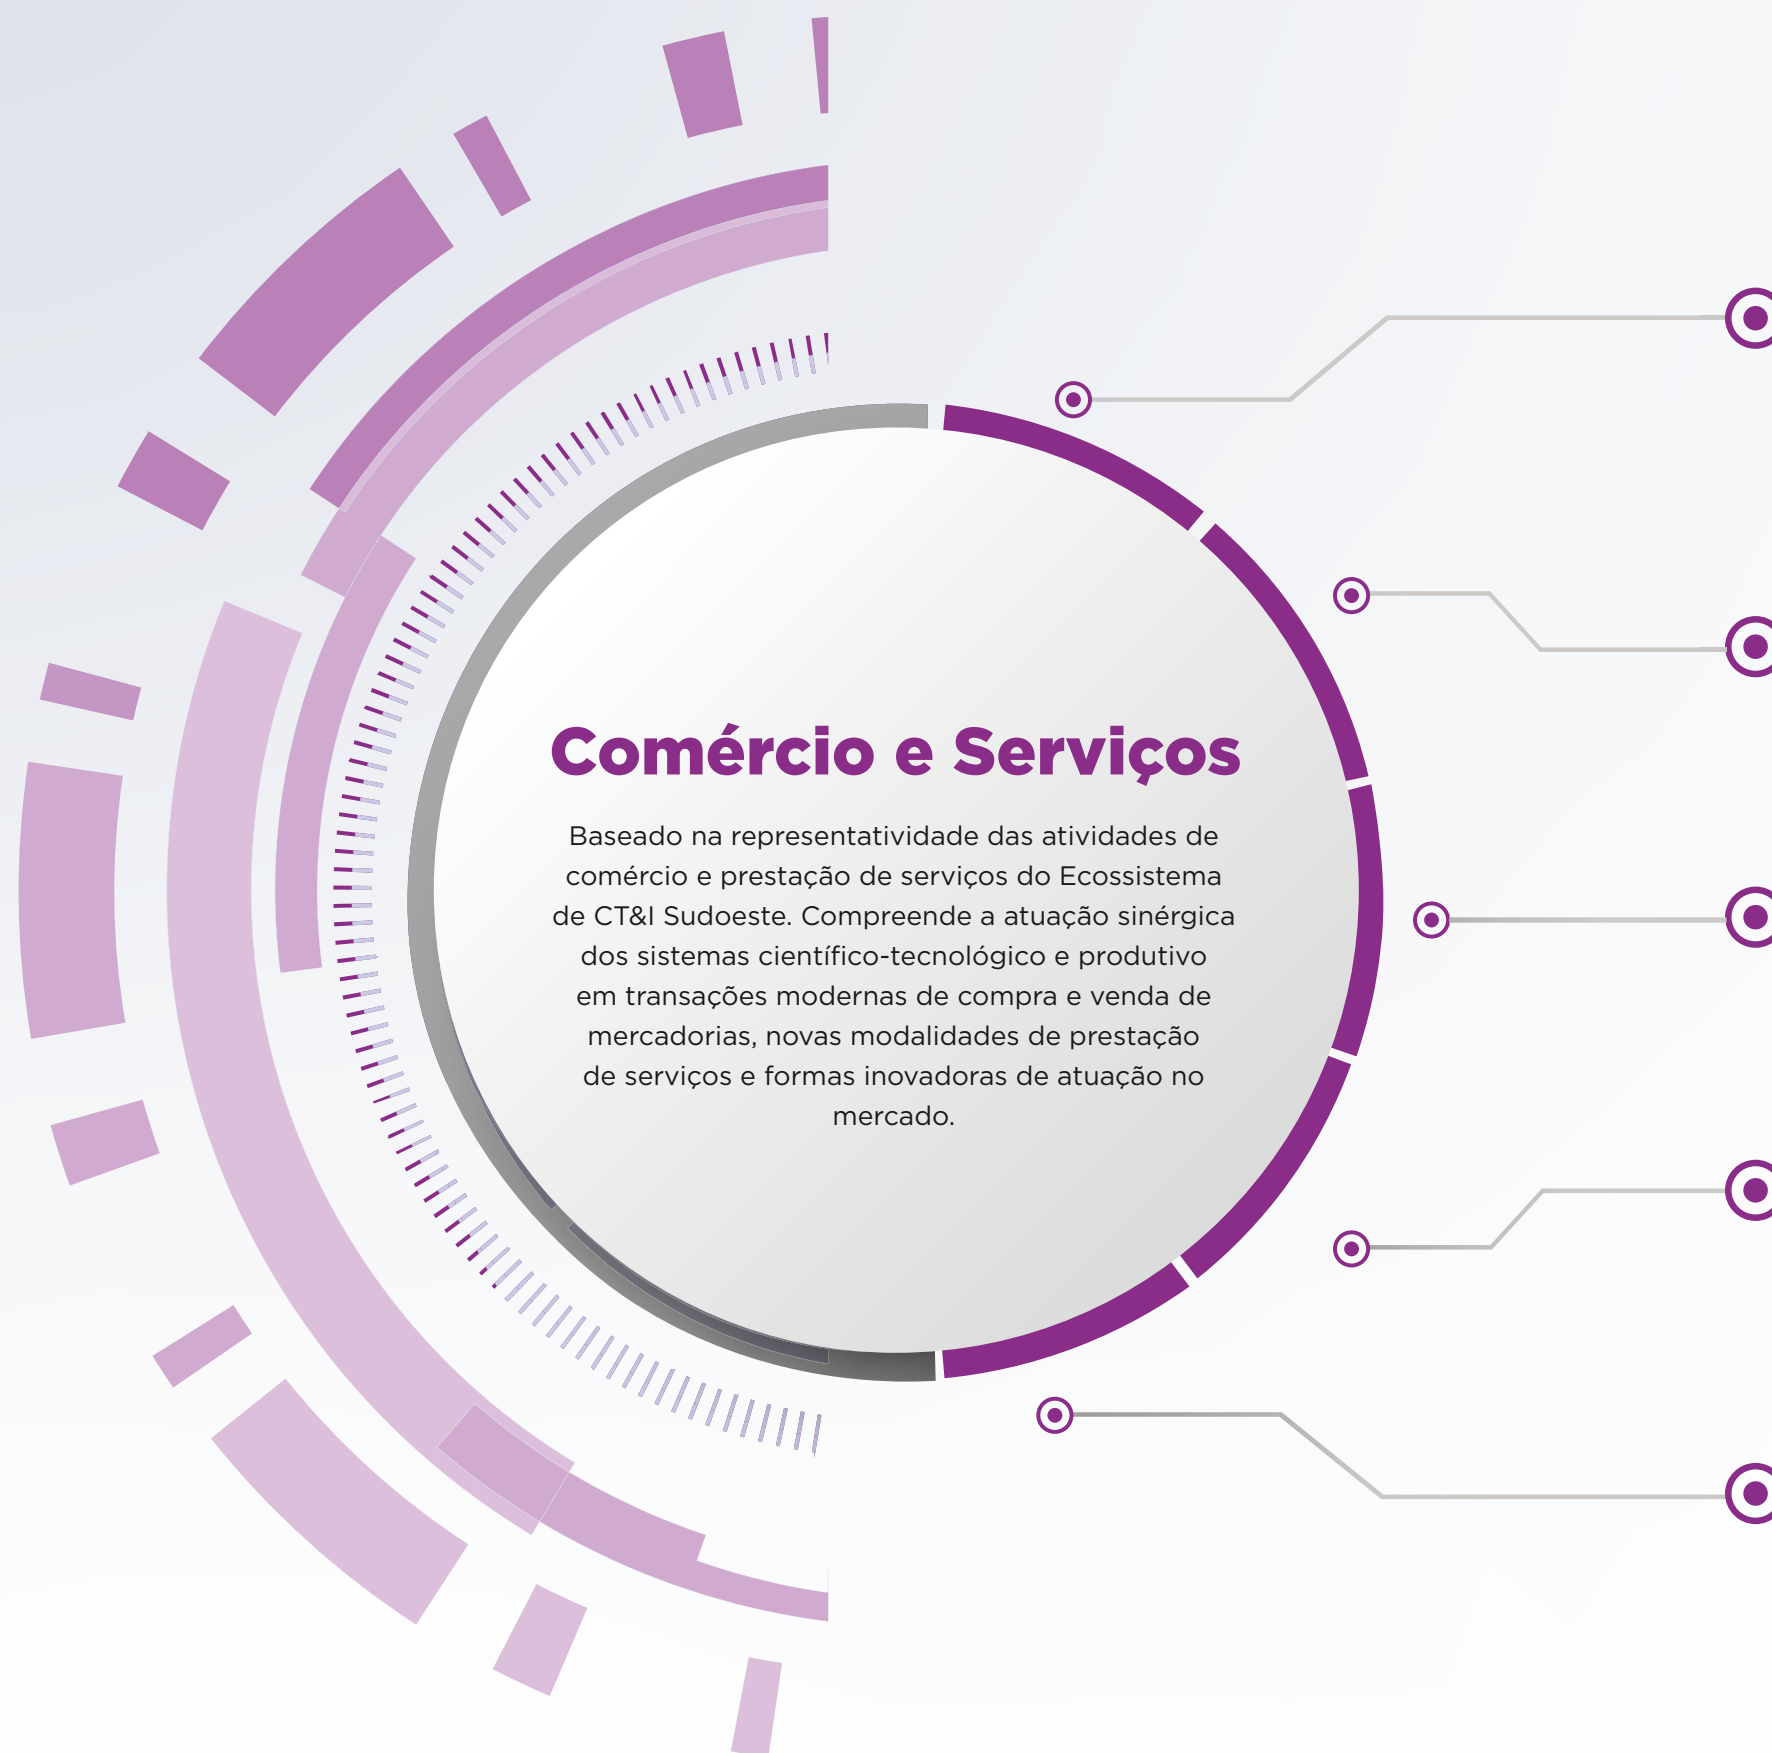 Comércio e Serviços
Baseado na representatividade das atividades de
comércio e prestação de serviços do Ecossistema
de CT&I Sudoeste. Compreende a atuação sinérgica
dos sistemas científico-tecnológico e produtivo
em transações modernas de compra e venda de
mercadorias, novas modalidades de prestação
de serviços e formas inovadoras de atuação no
mercado.